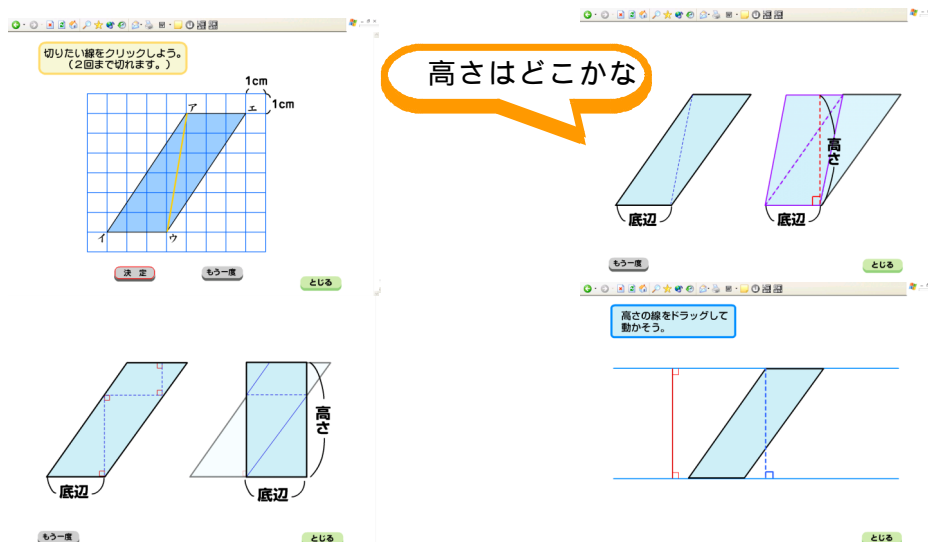 切りたい線をクリックしよう。
（２回まで切れます。）
1cm
1cm
ア
エ
イ
ウ
決 定
もう一度
とじる
高さはどこかな
底辺
高さ
底辺
もう一度
とじる
底辺
高さ
底辺
もう一度
とじる
高さの線をドラッグして
動かそう。
とじる